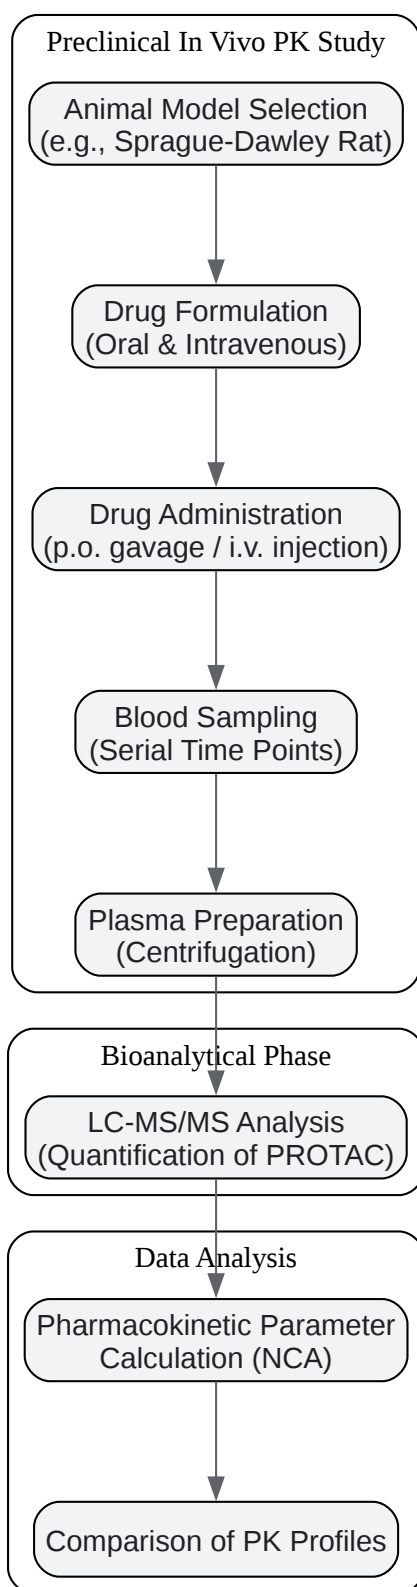 Preclinical In Vivo PK Study
Animal Model Selection
(e.g., Sprague-Dawley Rat)
Drug Formulation
(Oral & Intravenous)
Drug Administration
(p.o. gavage / i.v. injection)
Blood Sampling
(Serial Time Points)
Plasma Preparation
(Centrifugation)
Bioanalytical Phase
LC-MS/MS Analysis
(Quantification of PROTAC)
Data Analysis
Pharmacokinetic Parameter
Calculation (NCA)
Comparison of PK Profiles